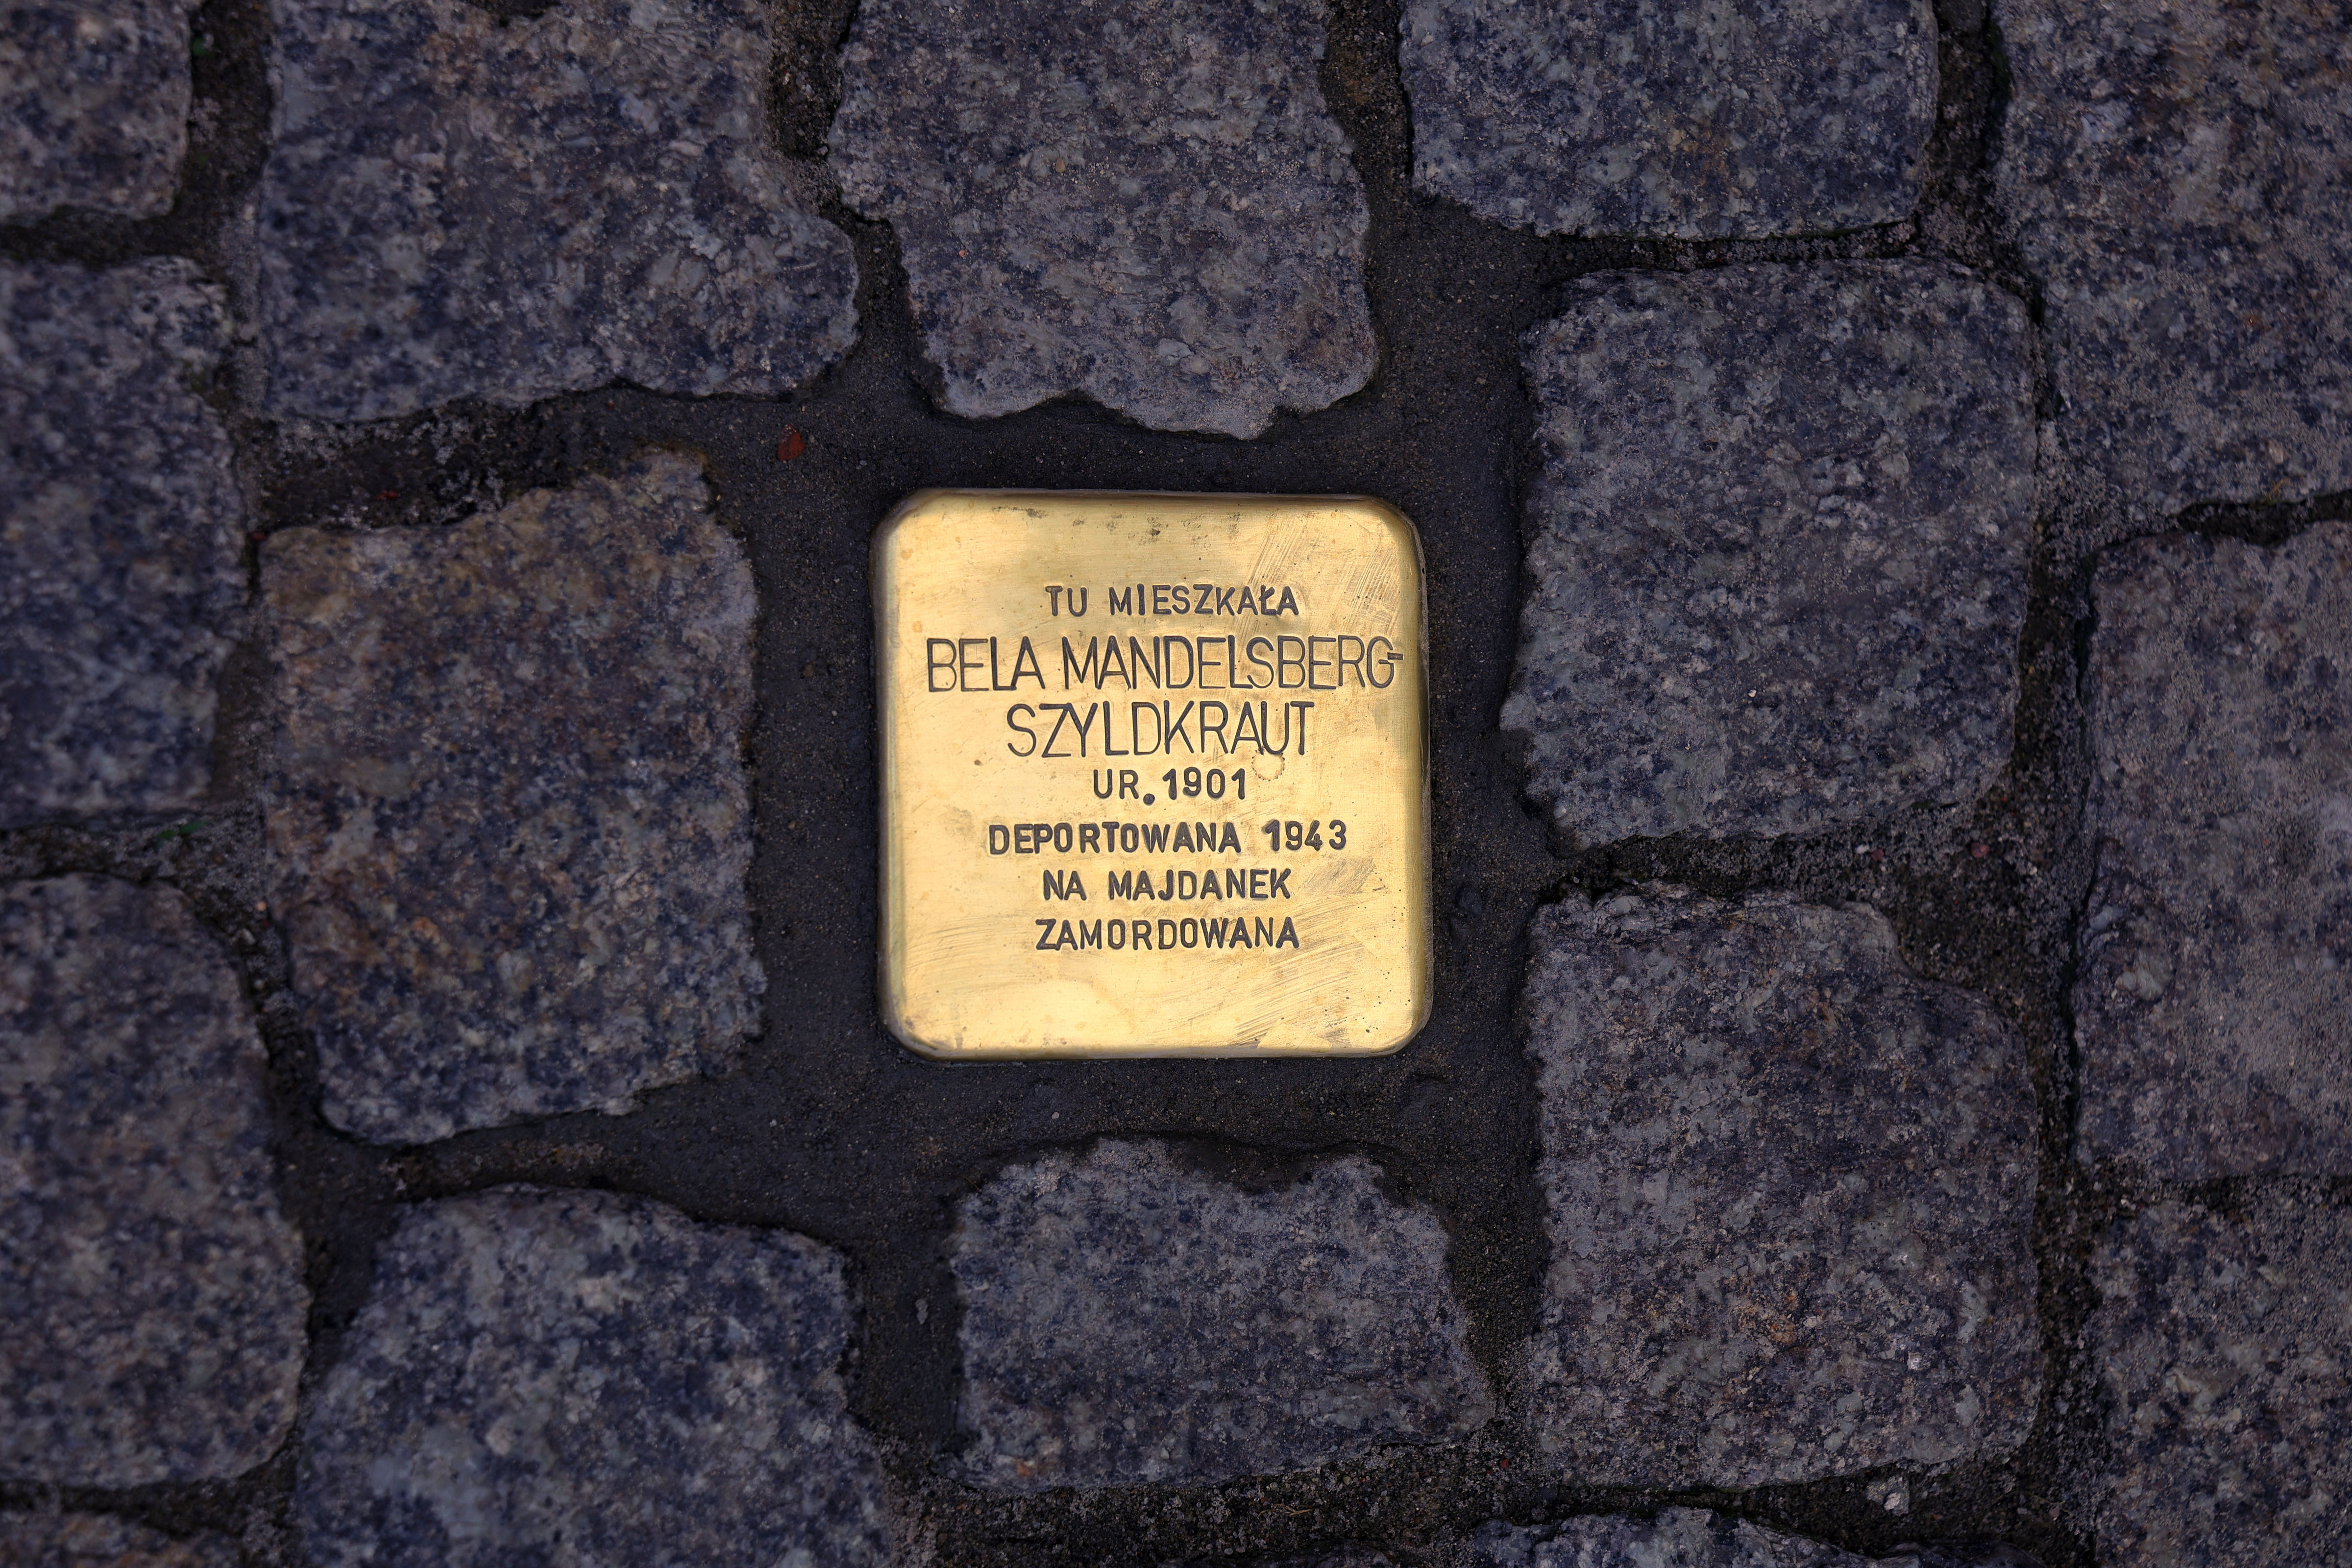 TU MIESZKAŁA
BELA MANDELSBERG-
SZYLDKRAUT
UR. 1901
DEPORTOWANA 1943
NA MAJDANEK
ZAMORDOWANA